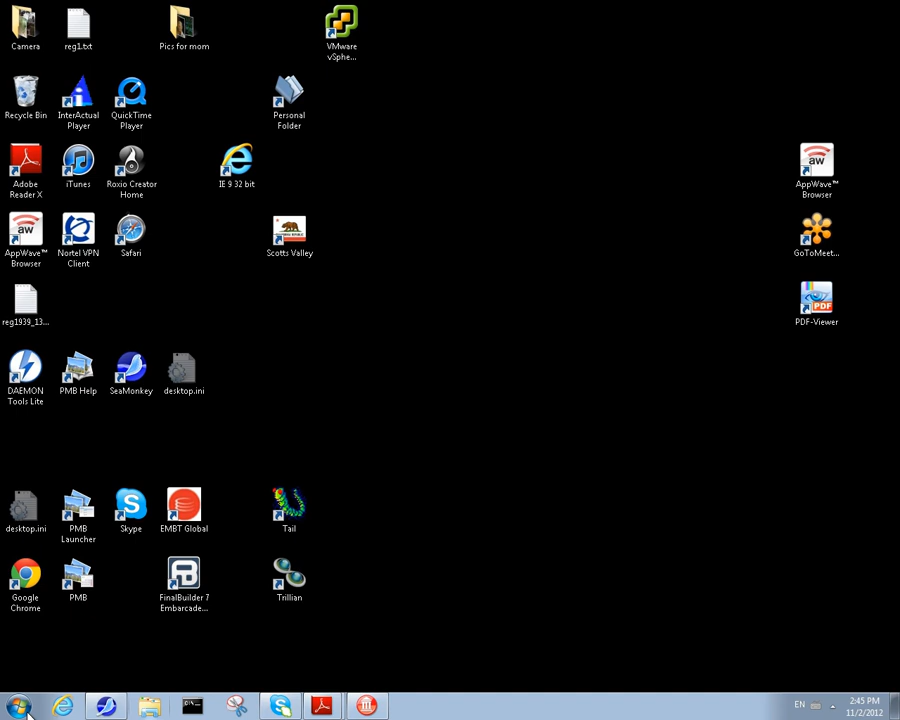 Camera
reg1.txt
Pics for mom
VMware
vSphe...
Recycle Bin
InterActual
Player
QuickTime
Player
Personal
Folder
Adobe
Reader X
iTunes
Roxio Creator
Home
IE 9 32 bit
aw
AppWave™
Browser
aw
AppWave™
Browser
Nortel VPN
Client
Safari
Scotts Valley
GoToMeet...
reg1939_13...
PDF
PDF-Viewer
DAEMON
Tools Lite
PMB Help
SeaMonkey
desktop.ini
desktop.ini
PMB
Launcher
Skype
EMBT Global
Tail
Google
Chrome
PMB
FinalBuilder 7
Embarcade...
Trillian
EN
2:45 PM
11/2/2012